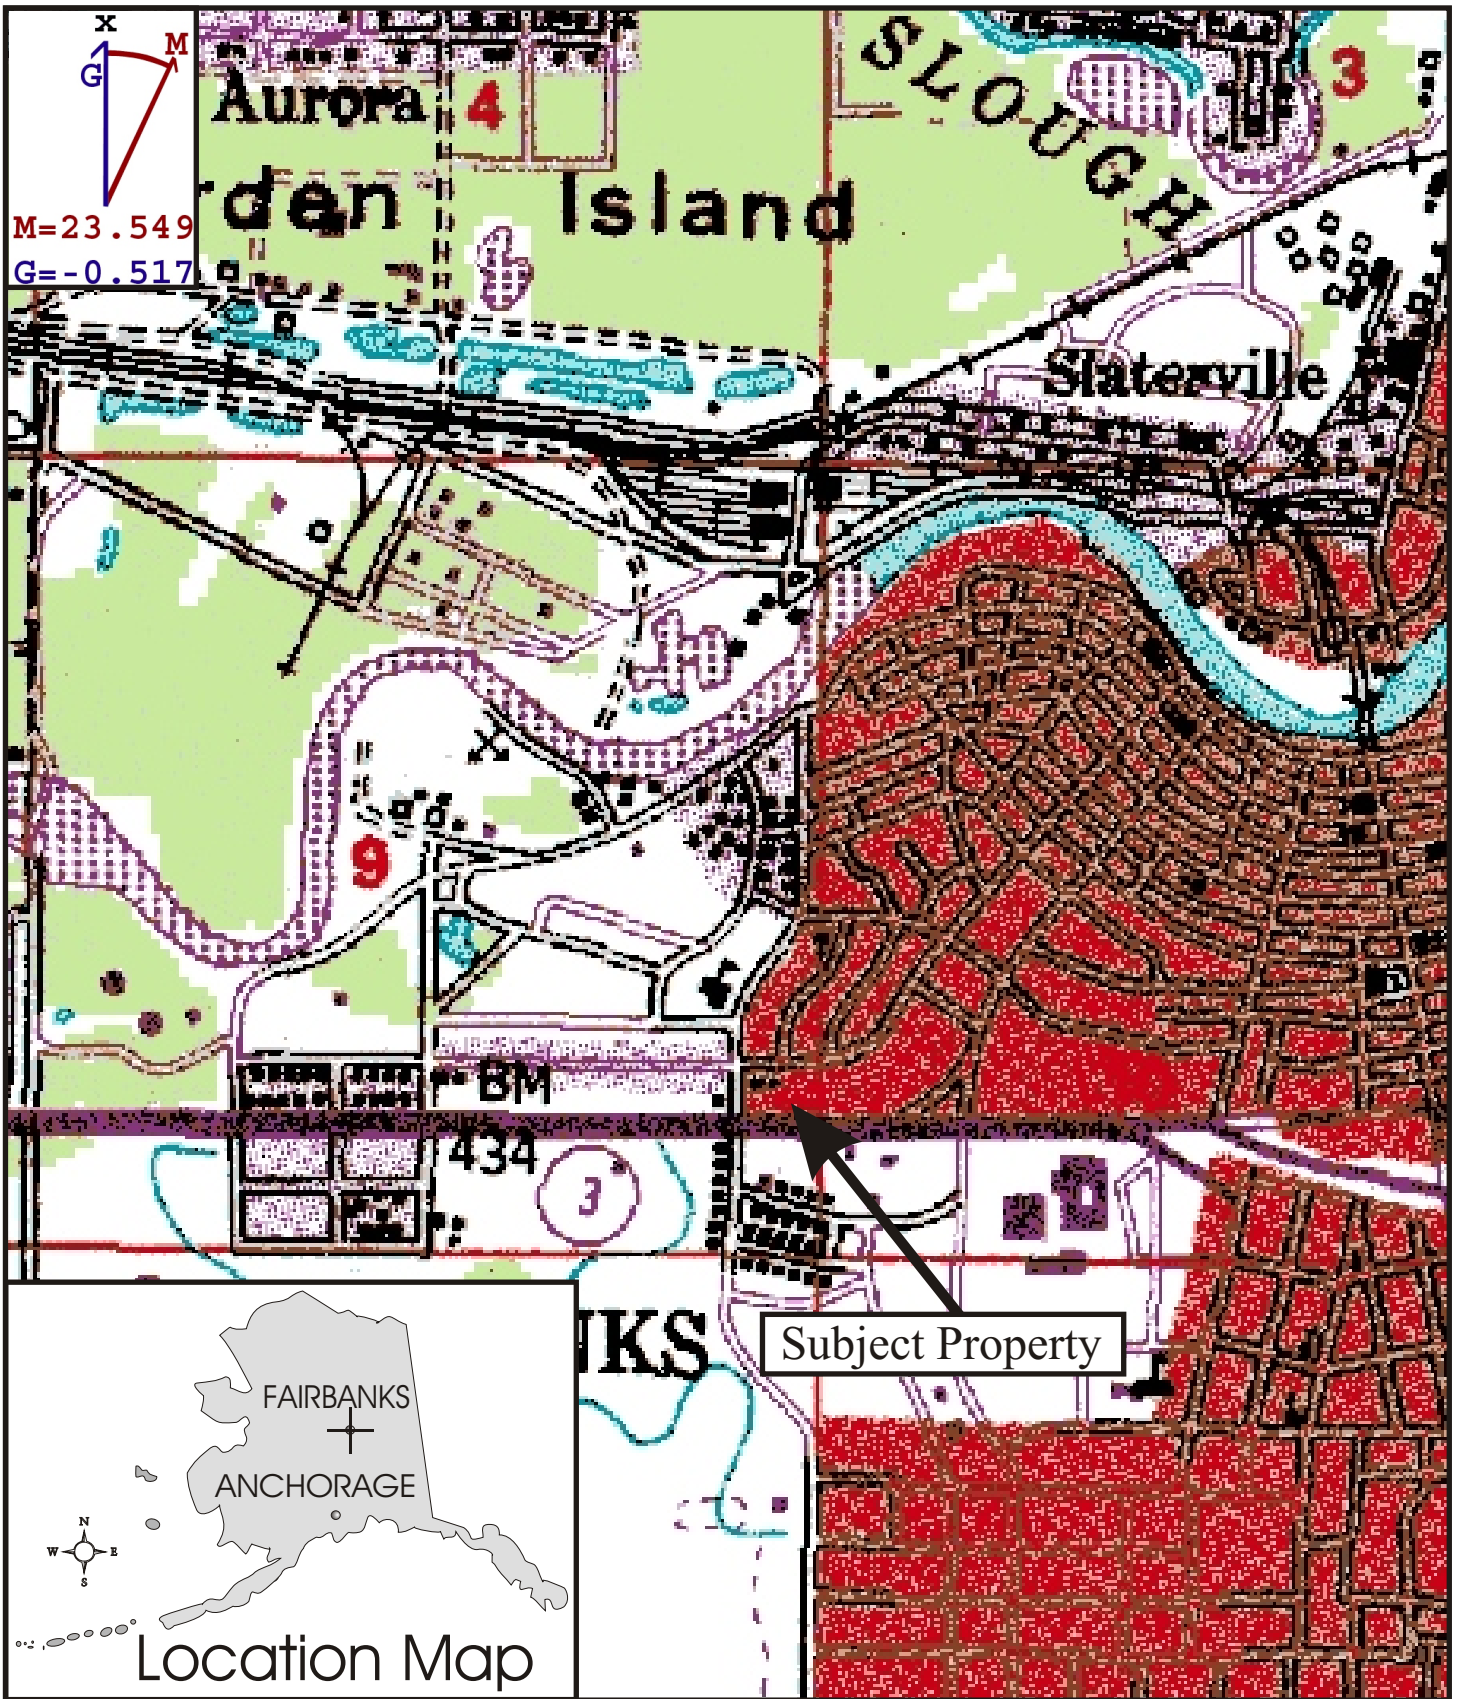 X
M
G
M=23.549
G=-0.517
Aurora
4
SLOUGH
3
rden Island
Slaterville
9
BM
434
3
NKS
Subject Property
FAIRBANKS
ANCHORAGE
N
W E
S
Location Map